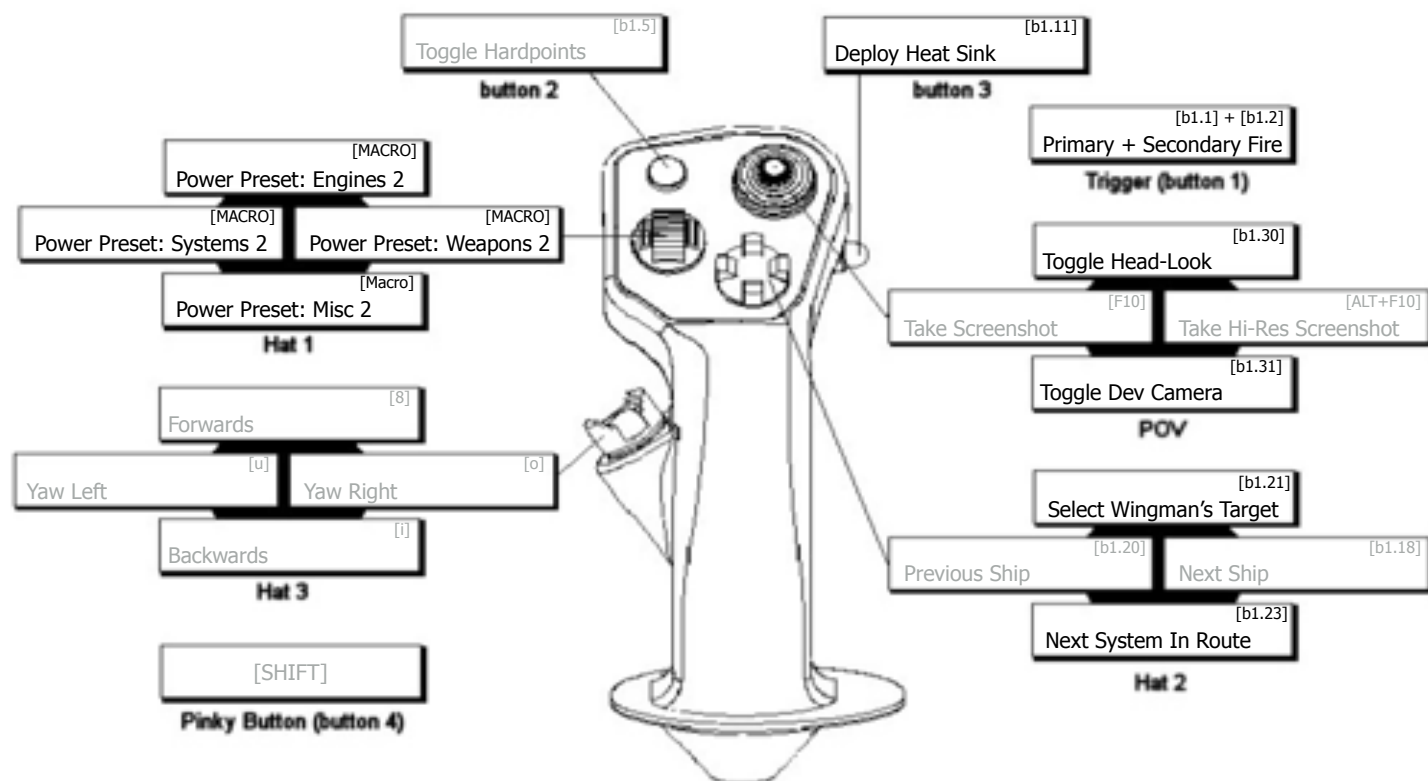 [b1.5]
Toggle Hardpoints
button 2
[b1.11]
Deploy Heat Sink
button 3
[b1.1] + [b1.2]
Primary + Secondary Fire
Trigger (button 1)
[MACRO]
Power Preset: Engines 2
[MACRO]
Power Preset: Systems 2
[MACRO]
Power Preset: Weapons 2
[Macro]
Power Preset: Misc 2
Hat 1
[b1.30]
Toggle Head-Look
[F10]
Take Screenshot
[ALT+F10]
Take Hi-Res Screenshot
[b1.31]
Toggle Dev Camera
POV
[8]
Forwards
[u]
Yaw Left
[o]
Yaw Right
[i]
Backwards
Hat 3
[b1.21]
Select Wingman's Target
[b1.20]
Previous Ship
[b1.18]
Next Ship
[b1.23]
Next System In Route
Hat 2
[SHIFT]
Pinky Button (button 4)